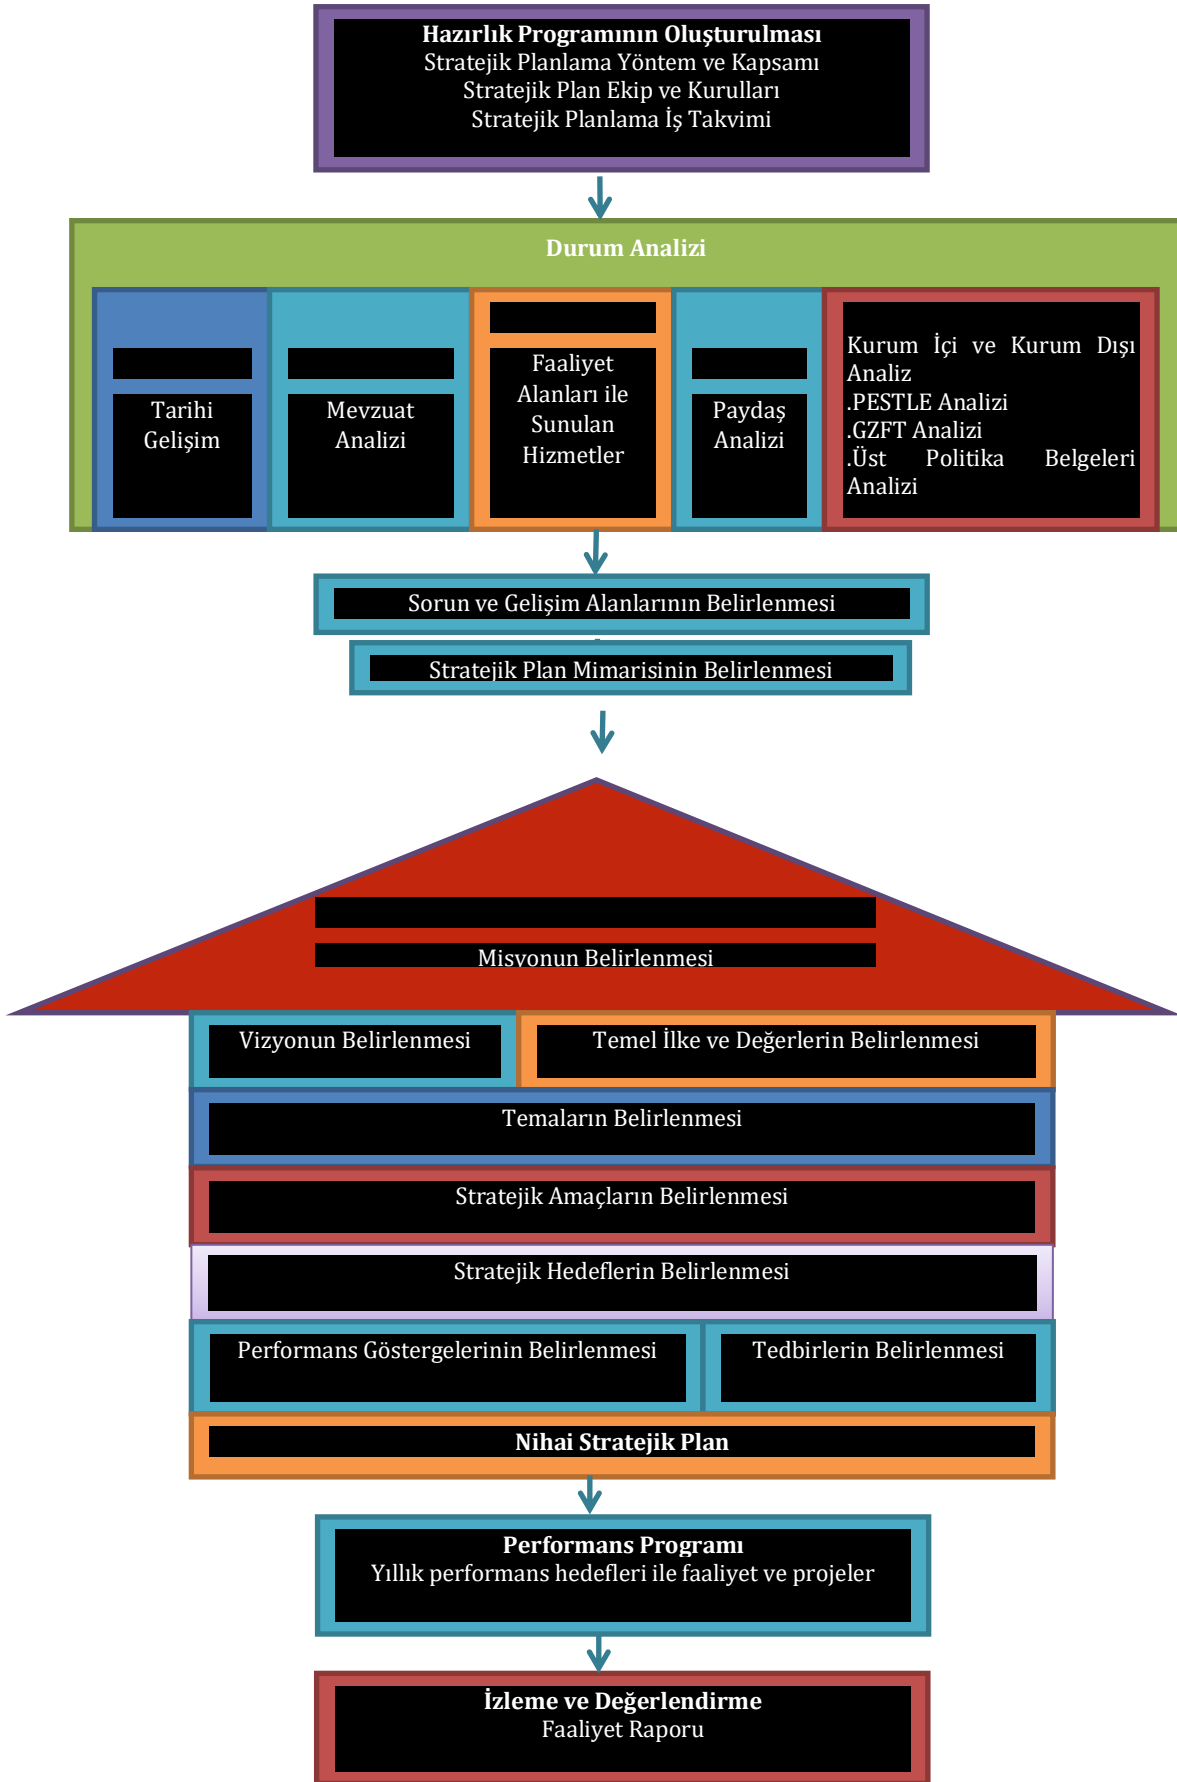 Hazırlık Programının Oluşturulması
Stratejik Planlama Yöntem ve Kapsamı
Stratejik Plan Ekip ve Kurulları
Stratejik Planlama İş Takvimi
Durum Analizi
Tarihi
Gelişim
Mevzuat
Analizi
Faaliyet
Alanları ile
Sunulan
Hizmetler
Paydaş
Analizi
Kurum İçi ve Kurum Dışı
Analiz
.PESTLE Analizi
.GZFT Analizi
.Üst Politika Belgeleri
Analizi
Sorun ve Gelişim Alanlarının Belirlenmesi
Stratejik Plan Mimarisinin Belirlenmesi
Misyonun Belirlenmesi
Vizyonun Belirlenmesi
Temel İlke ve Değerlerin Belirlenmesi
Temaların Belirlenmesi
Stratejik Amaçların Belirlenmesi
Stratejik Hedeflerin Belirlenmesi
Performans Göstergelerinin Belirlenmesi
Tedbirlerin Belirlenmesi
Nihai Stratejik Plan
Performans Programı
Yıllık performans hedefleri ile faaliyet ve projeler
İzleme ve Değerlendirme
Faaliyet Raporu